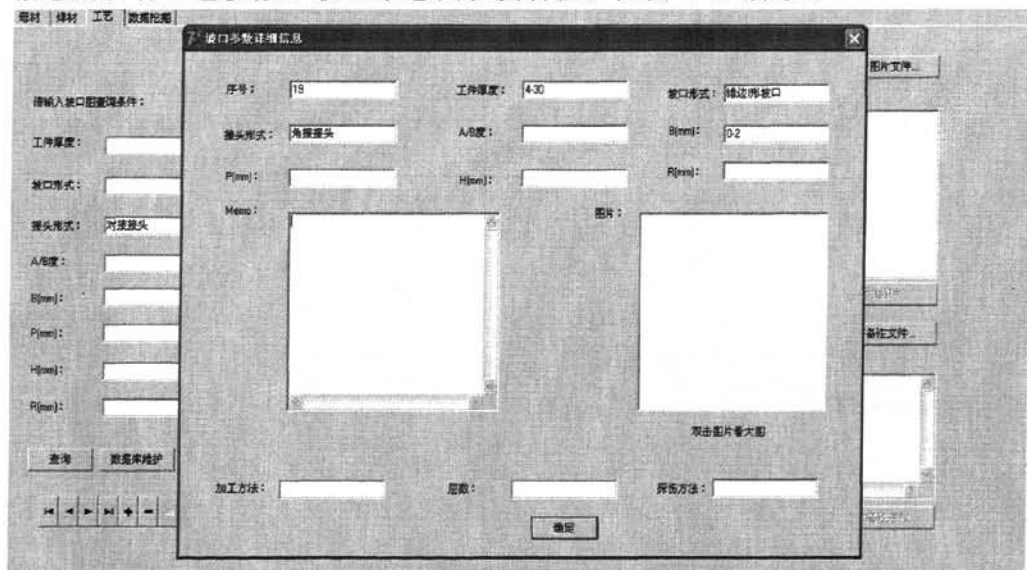 母材 焊材 工艺 数据挖掘
坡口参数详细信息
图片文件...
请输入坡口图查询条件：
序号： 19 工件厚度： 4-30 坡口形式： 错边I形坡口
工件厚度：
接头形式： 角接接头 A/B度： B(mm)： 0-2
坡口形式：
P(mm)： H(mm)： R(mm)：
接头形式： 对接接头
Memo： 图片：
A/B度：
B(mm)：
P(mm)：
备注文件...
H(mm)：
R(mm)：
双击图片看大图
查询 数据库维护
加工方法： 层数： 探伤方法：
确定